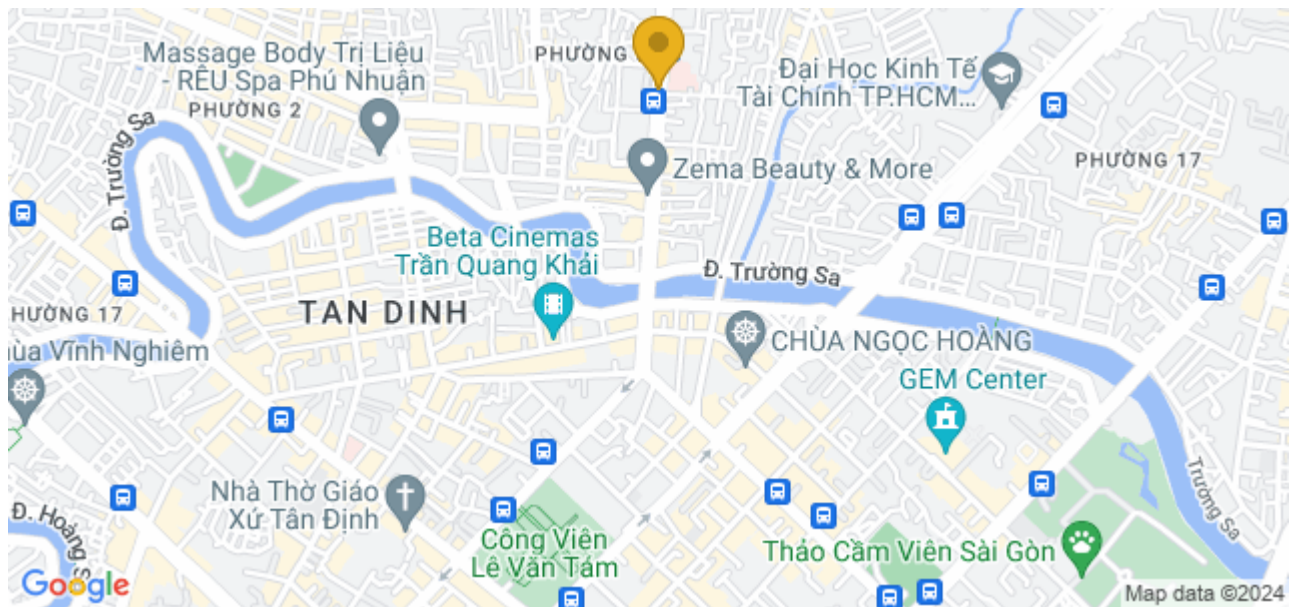 Massage Body Trị Liệu
- RÊU Spa Phú Nhuận
PHƯỜNG
Đại Học Kinh Tế
Tài Chính TP.HCM...
PHƯỜNG 2
Đ. Trường Sa
PHƯỜNG 17
Zema Beauty & More
Beta Cinemas
Trần Quang Khải
Đ. Trường Sa
TAN DINH
HƯỜNG 17
ùa Vĩnh Nghiêm
CHÙA NGỌC HOÀNG
GEM Center
Nhà Thờ Giáo
Xứ Tân Định
Trường Sa
Đ. Hoàng S
Công Viên
Lê Văn Tám
Thảo Cầm Viên Sài Gòn
Google
Map data ©2024